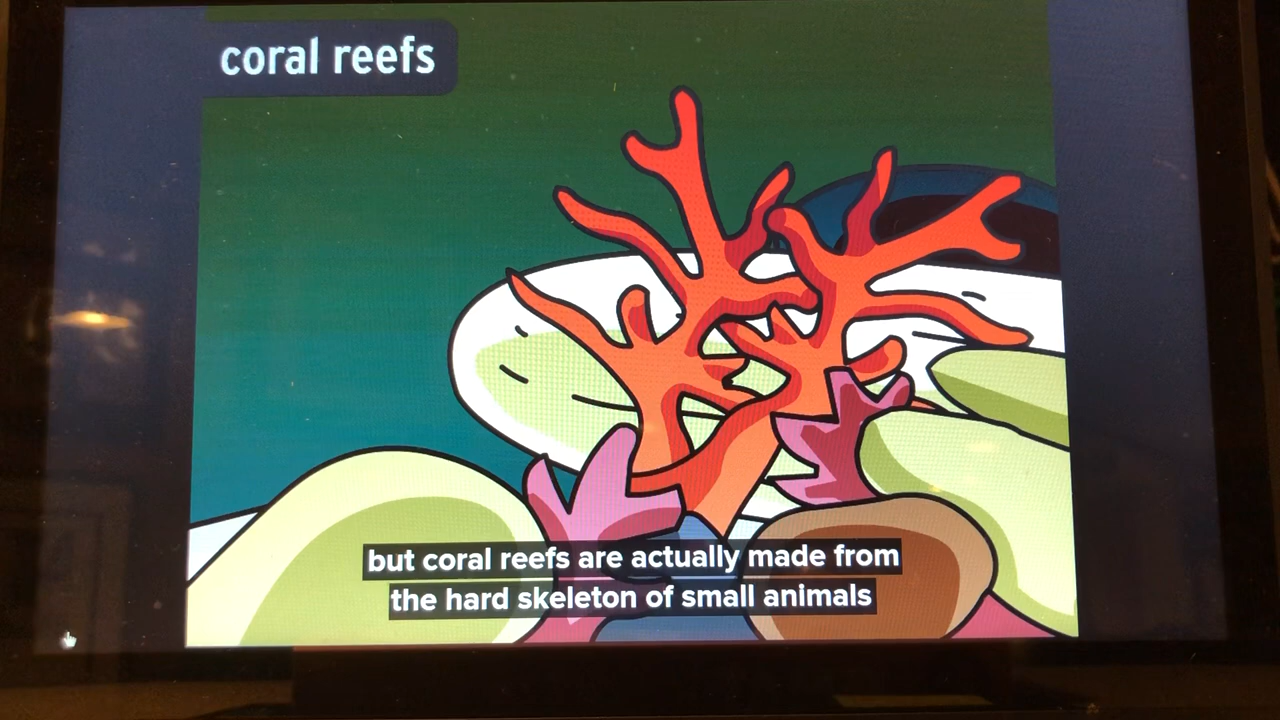 coral reefs
but coral reefs are actually made from
the hard skeleton of small animals